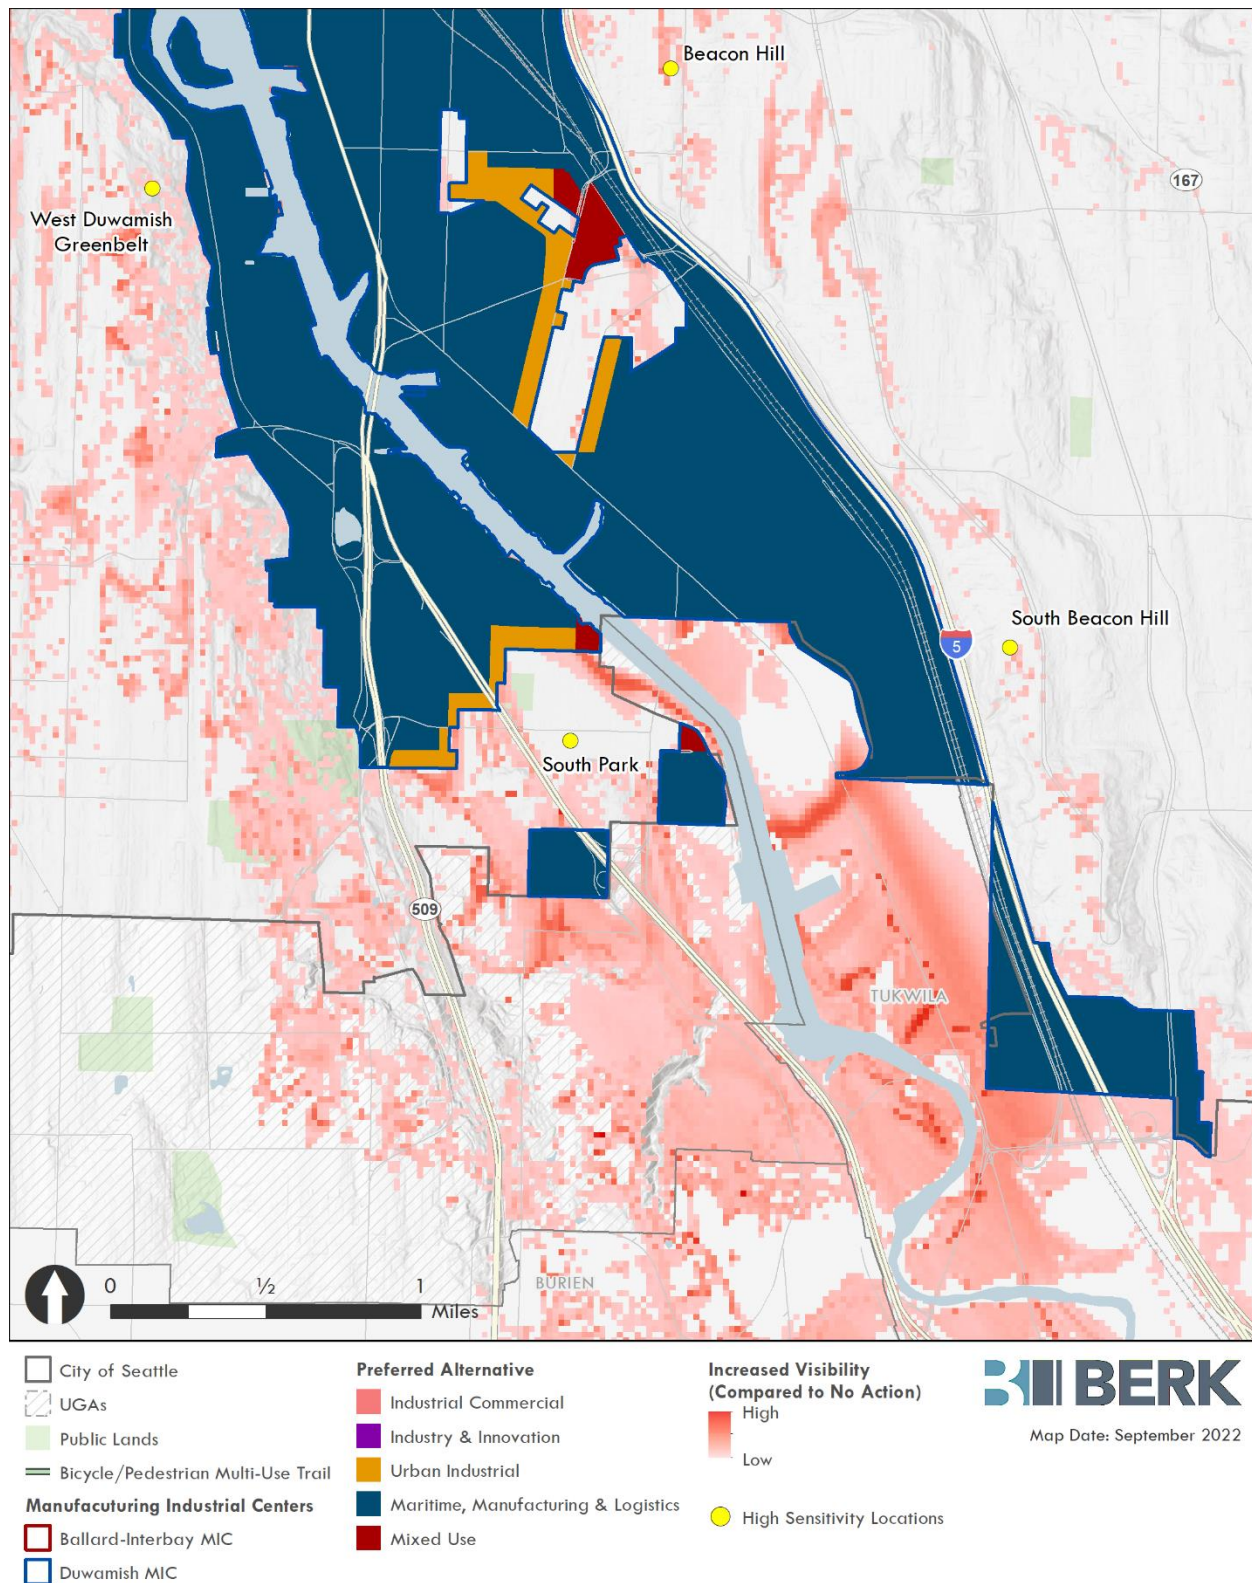 Beacon Hill
167
West Duwamish
Greenbelt
South Beacon Hill
5
South Park
509
TUKWILA
BURIEN
0 ½ 1
Miles
City of Seattle
UGAs
Public Lands
Bicycle/Pedestrian Multi-Use Trail
Manufacuturing Industrial Centers
Ballard-Interbay MIC
Duwamish MIC
Preferred Alternative
Industrial Commercial
Industry & Innovation
Urban Industrial
Maritime, Manufacturing & Logistics
Mixed Use
Increased Visibility
(Compared to No Action)
High
Low
High Sensitivity Locations
BERK
Map Date: September 2022